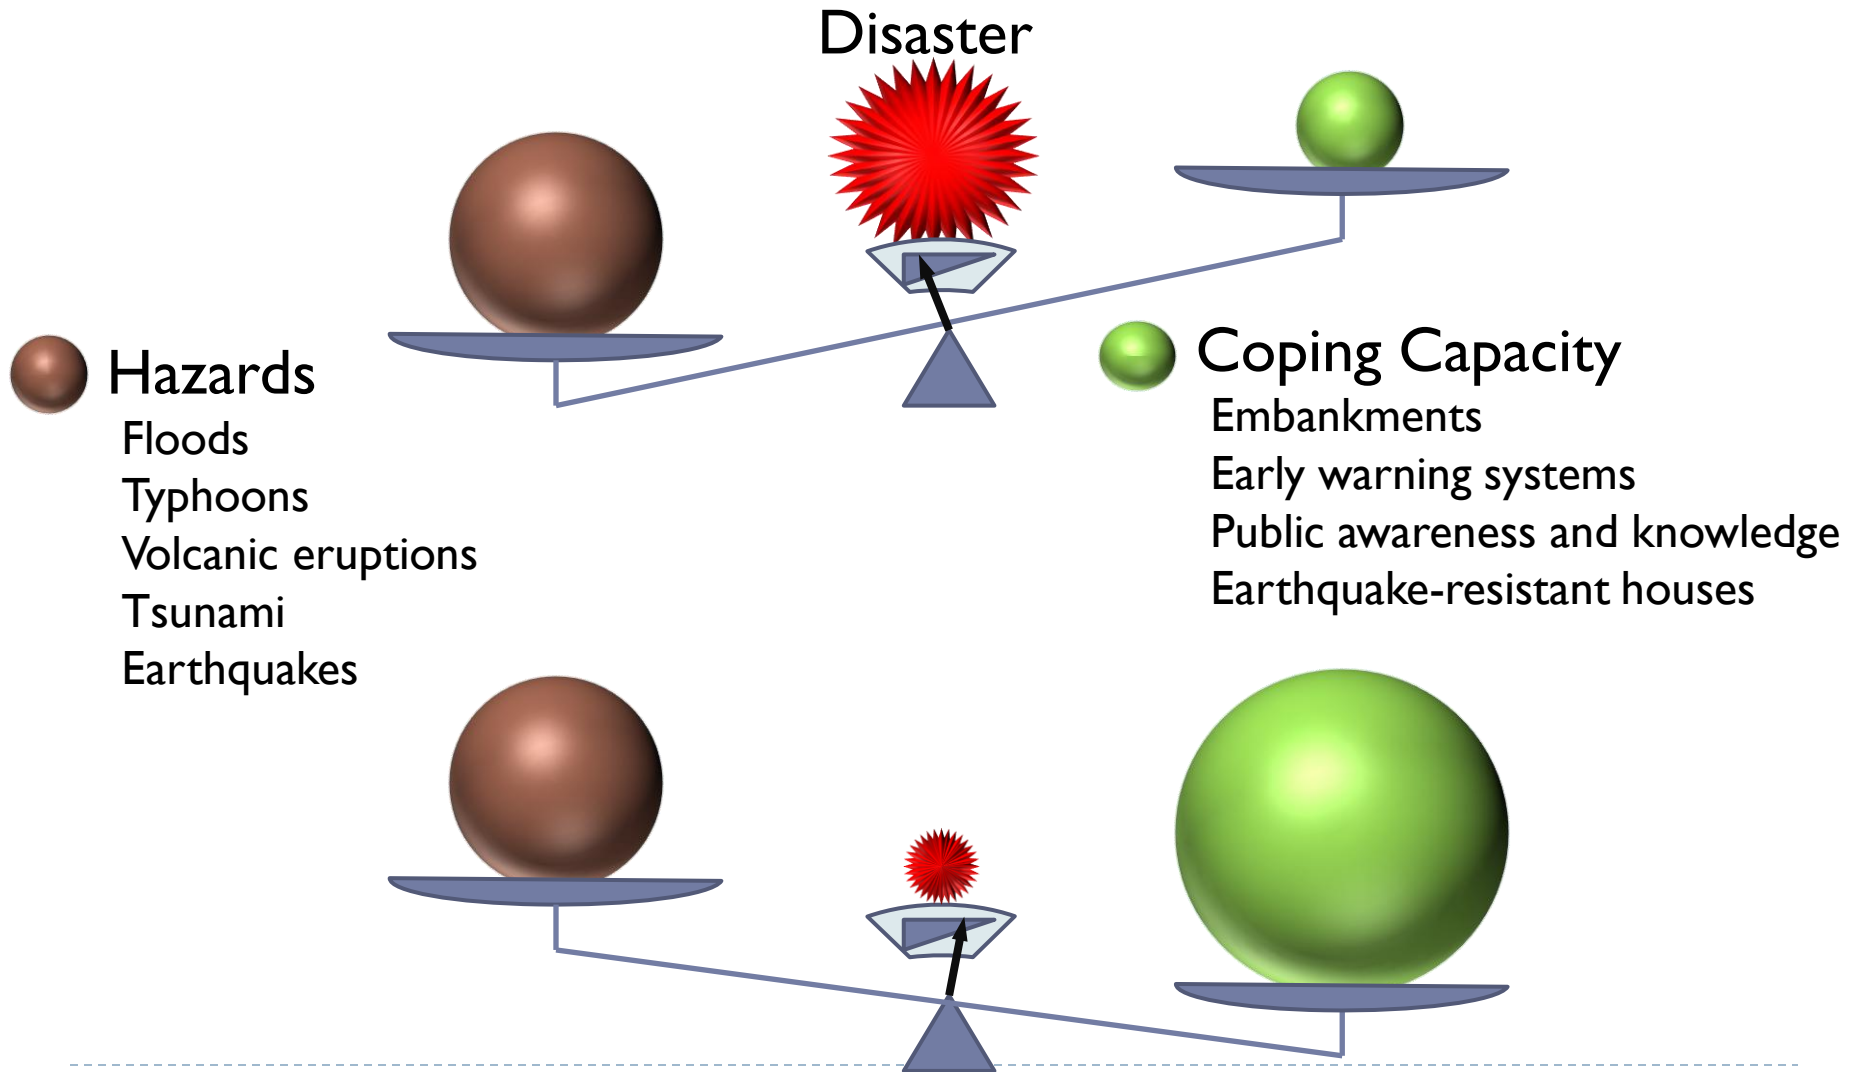 Disaster
Hazards
Floods
Typhoons
Volcanic eruptions
Tsunami
Earthquakes
Coping Capacity
Embankments
Early warning systems
Public awareness and knowledge
Earthquake-resistant houses